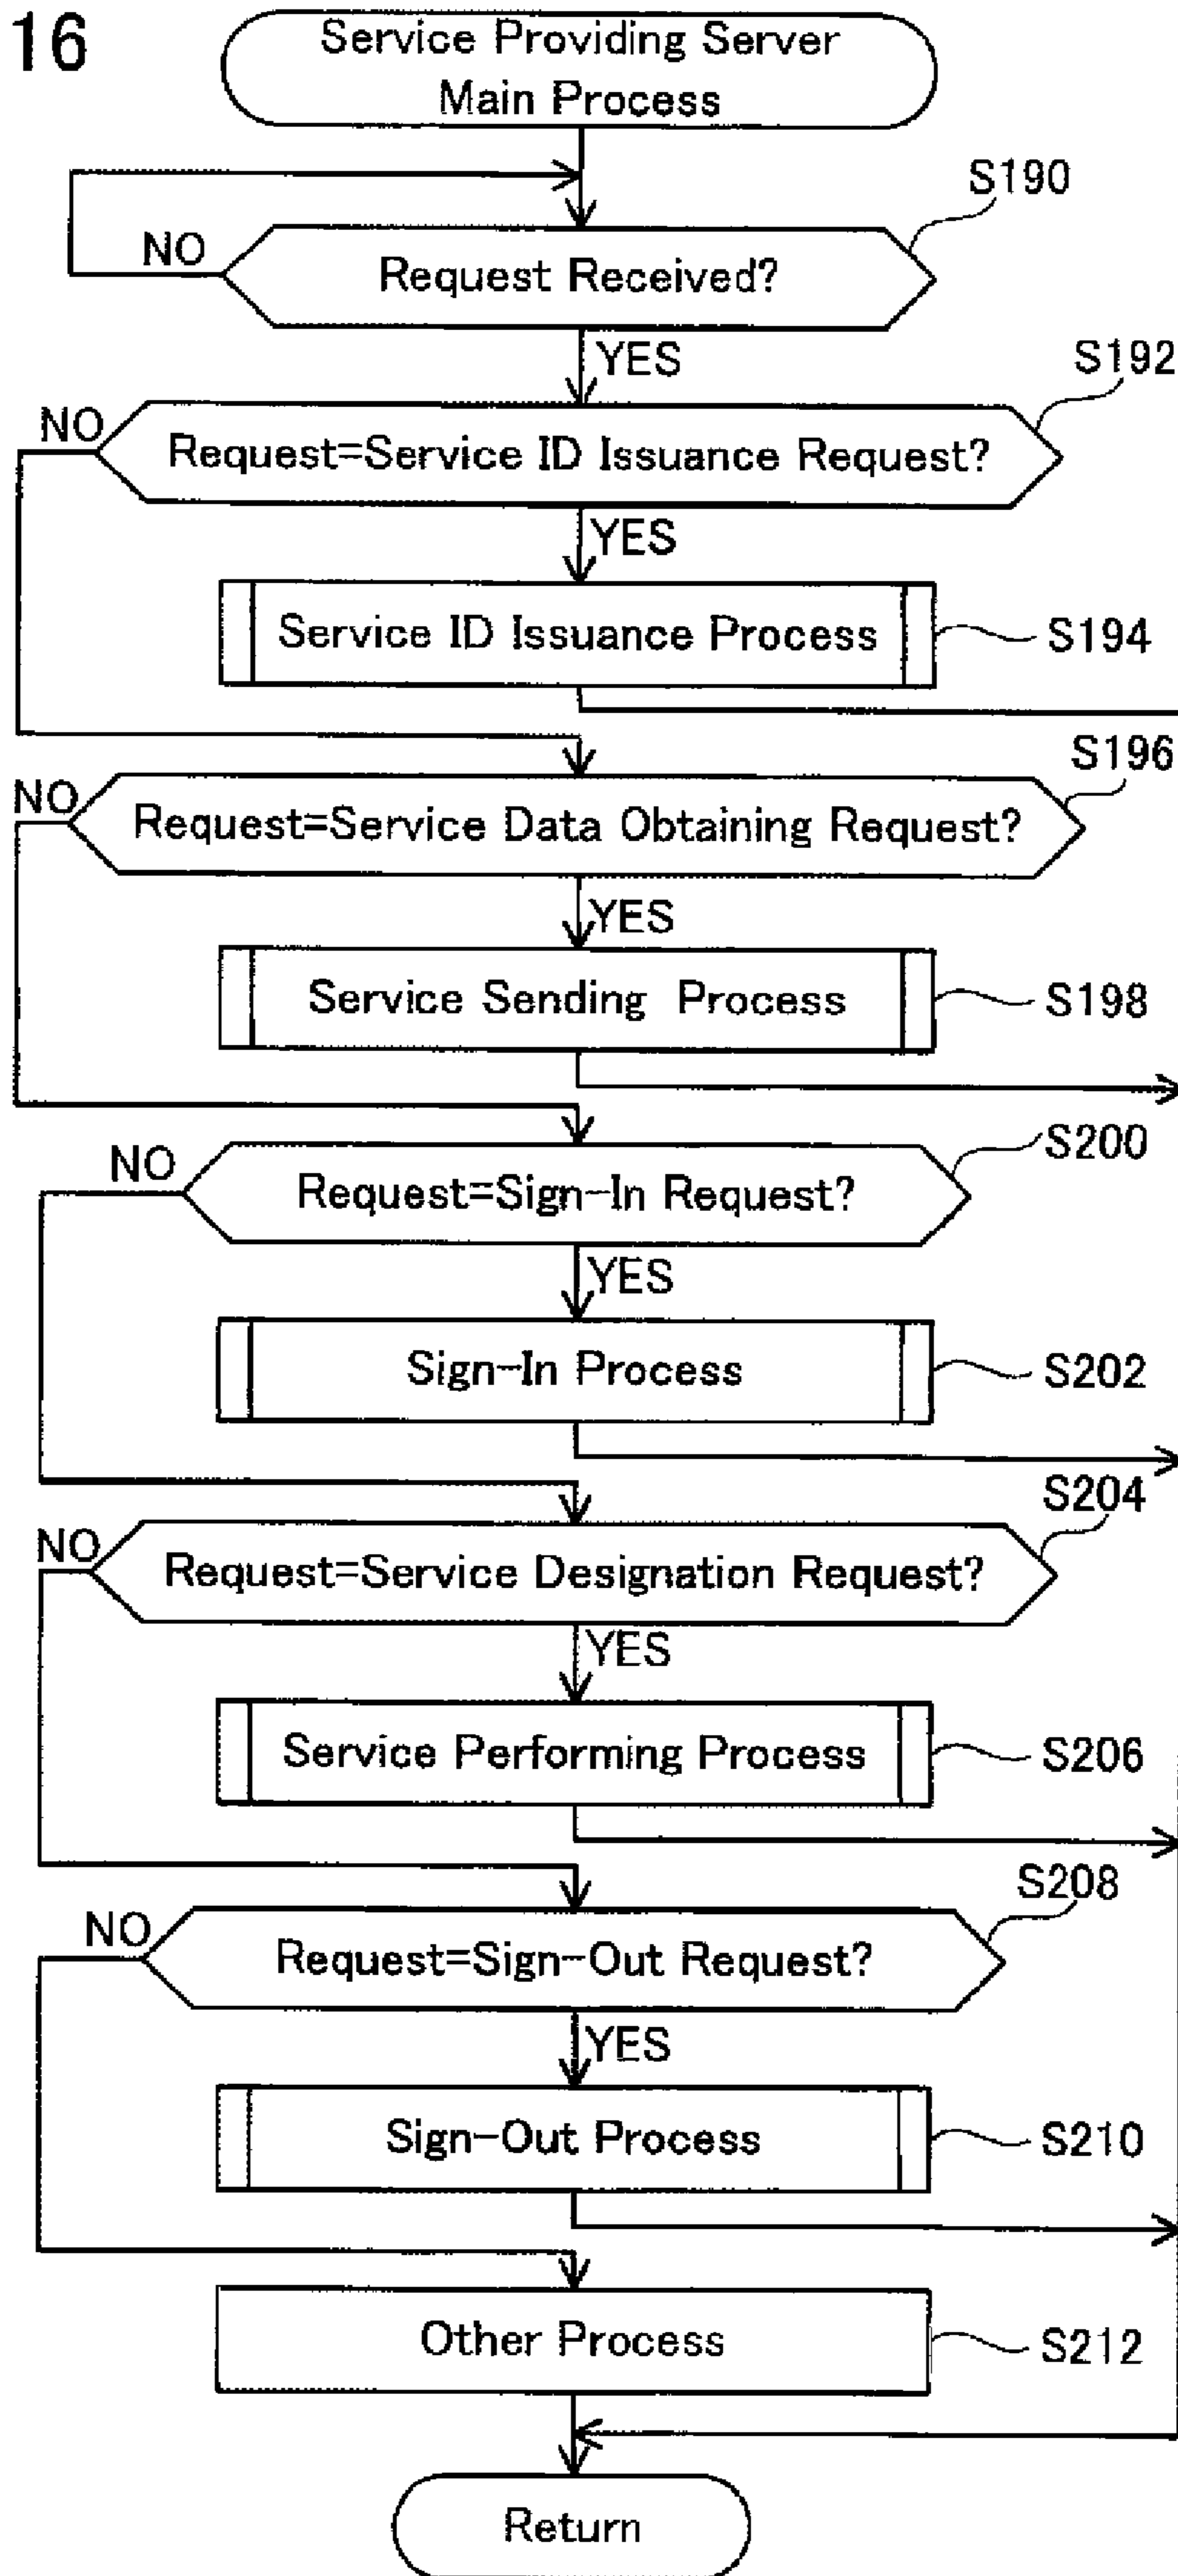 16
Service Providing Server
Main Process
S190
NO
Request Received?
YES
S192
NO
Request=Service ID Issuance Request?
YES
Service ID Issuance Process
S194
S196
NO
Request=Service Data Obtaining Request?
YES
Service Sending Process
S198
S200
NO
Request=Sign-In Request?
YES
Sign-In Process
S202
S204
NO
Request=Service Designation Request?
YES
Service Performing Process
S206
S208
NO
Request=Sign-Out Request?
YES
Sign-Out Process
S210
Other Process
S212
Return